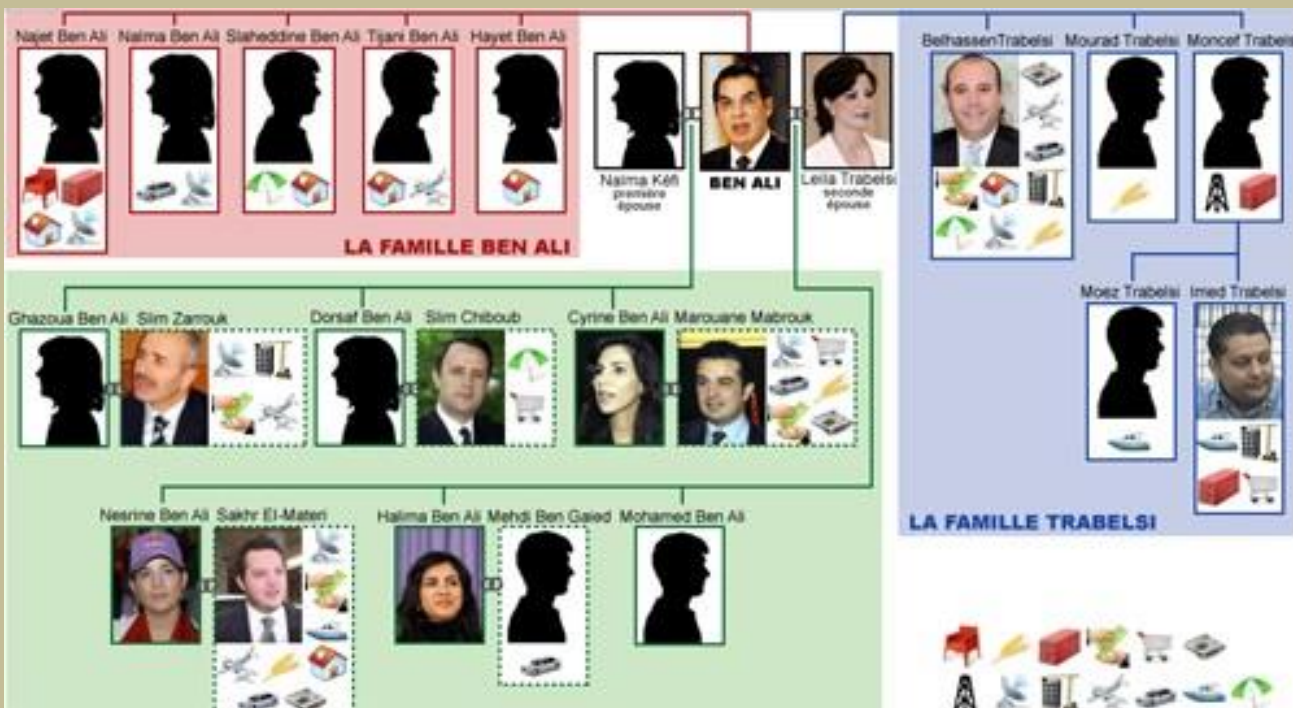 Najet Ben Ali Naïma Ben Ali Slaheddine Ben Ali Tijani Ben Ali Hayet Ben Ali
LA FAMILLE BEN ALI
Naïma Kéfi
première
épouse
BEN ALI
Leïla Trabelsi
seconde
épouse
Belhassen Trabelsi Mourad Trabelsi Moncef Trabels
Moez Trabelsi Imed Trabelsi
LA FAMILLE TRABELSI
Ghazoua Ben Ali Slim Zarrouk Dorsaf Ben Ali Slim Chiboub Cyrine Ben Ali Marouane Mabrouk
Nesrine Ben Ali Sakhr El-Materi Halima Ben Ali Mehdi Ben Gaied Mohamed Ben Ali